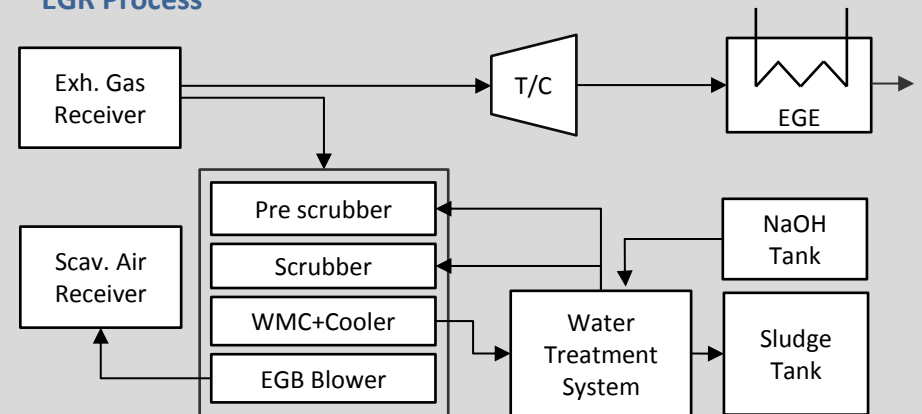 EGR Process
Exh. Gas
Receiver
T/C
EGE
Pre scrubber
Scrubber
WMC+Cooler
EGB Blower
Scav. Air
Receiver
NaOH
Tank
Water
Treatment
System
Sludge
Tank